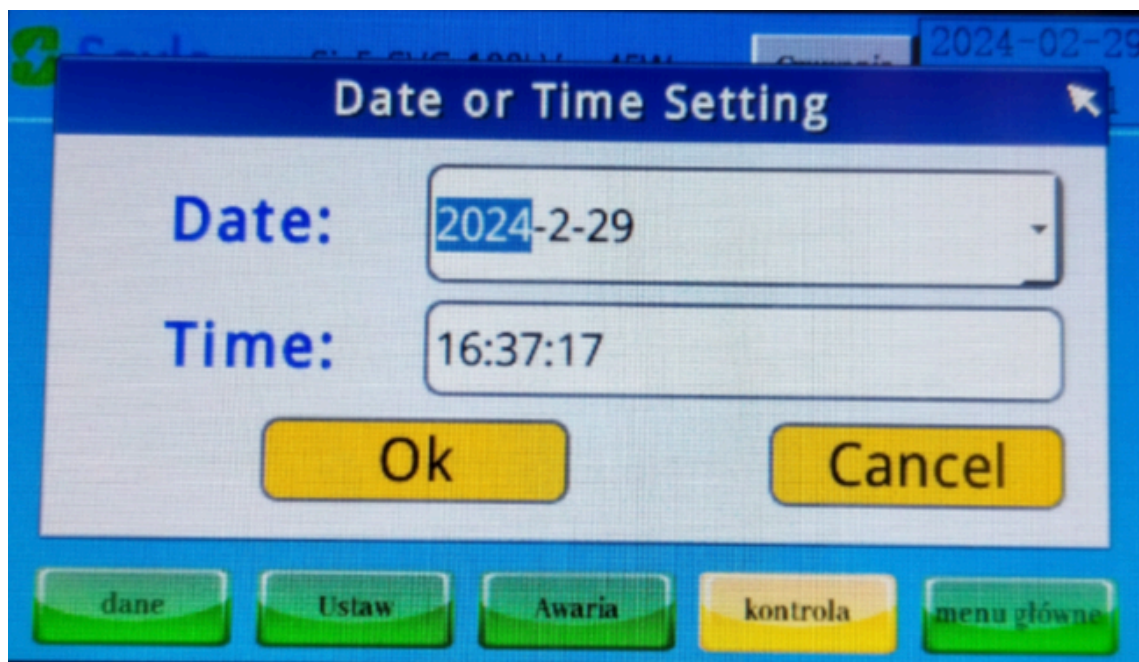 2024-02-29
Date or Time Setting
Date:
2024-2-29
Time:
16:37:17
Ok
Cancel
dane
Ustaw
Awaria
kontrola
menu główne